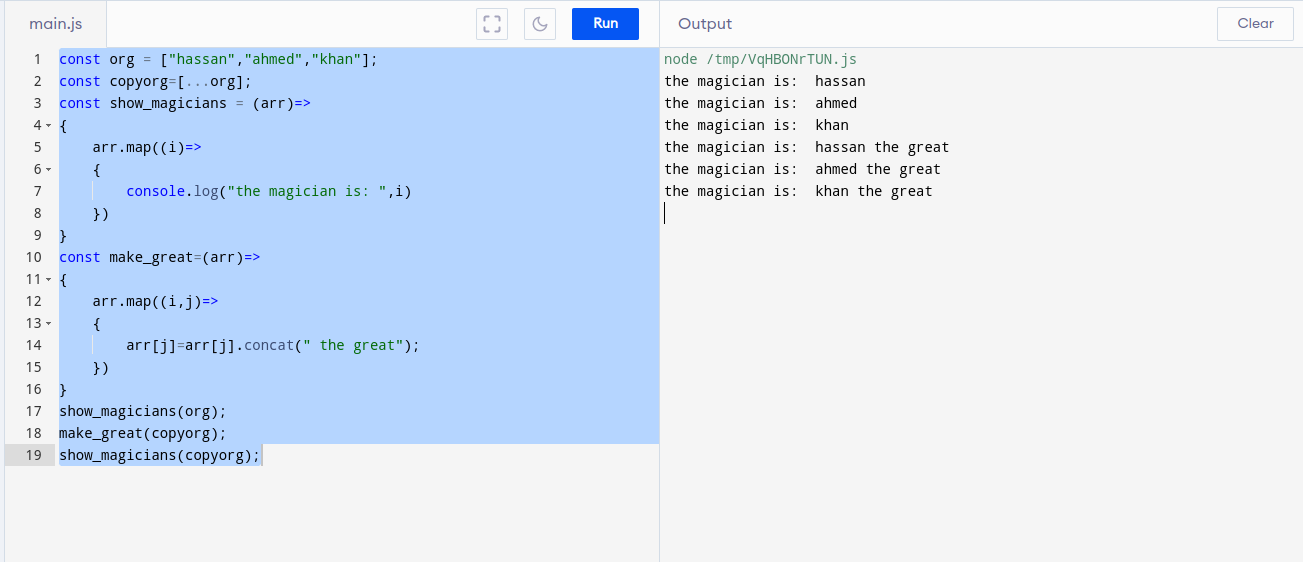 main.js
Run
Output
Clear
1 const org = ["hassan","ahmed","khan"];
2 const copyorg=[...org];
3 const show_magicians = (arr)=>
4 {
5     arr.map((i)=>
6     {
7         console.log("the magician is: ",i)
8     })
9 }
10 const make_great=(arr)=>
11 {
12     arr.map((i,j)=>
13     {
14         arr[j]=arr[j].concat(" the great");
15     })
16 }
17 show_magicians(org);
18 make_great(copyorg);
19 show_magicians(copyorg);
node /tmp/VqHBONrTUN.js
the magician is:  hassan
the magician is:  ahmed
the magician is:  khan
the magician is:  hassan the great
the magician is:  ahmed the great
the magician is:  khan the great